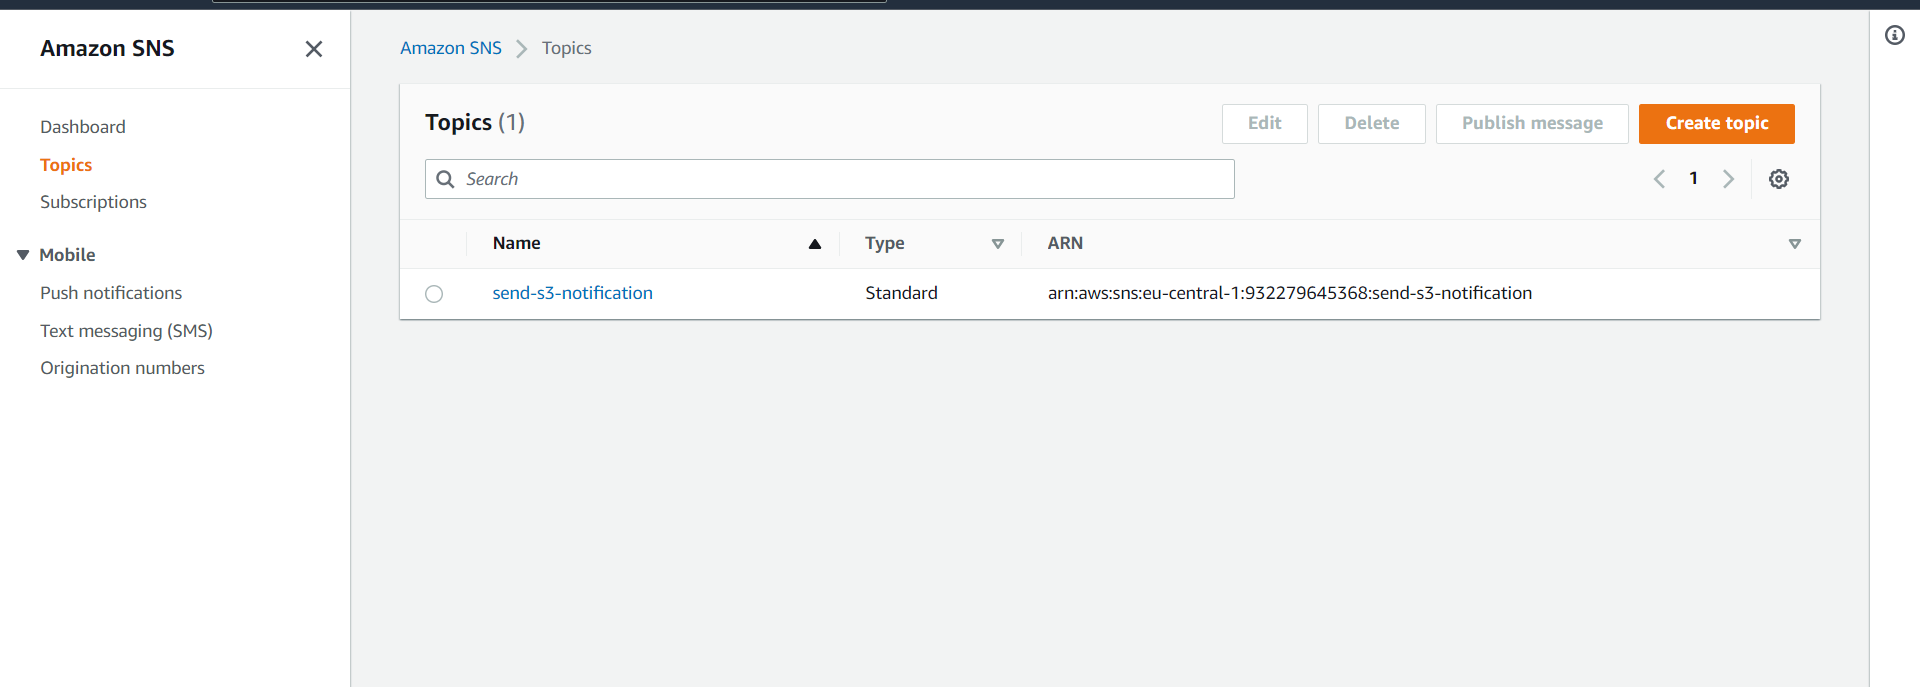 Amazon SNS
Dashboard
Topics
Subscriptions
Mobile
Push notifications
Text messaging (SMS)
Origination numbers
Amazon SNS Topics
Topics (1)
Edit Delete Publish message Create topic
Search
1
Name Type ARN
send-s3-notification Standard arn:aws:sns:eu-central-1:932279645368:send-s3-notification